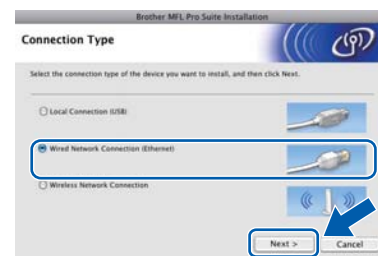 Brother MFL Pro Suite Installation
Connection Type
Select the connection type of the device you want to install, and then click Next.
Local Connection (USB)
Wired Network Connection (Ethernet)
Wireless Network Connection
Next >
Cancel